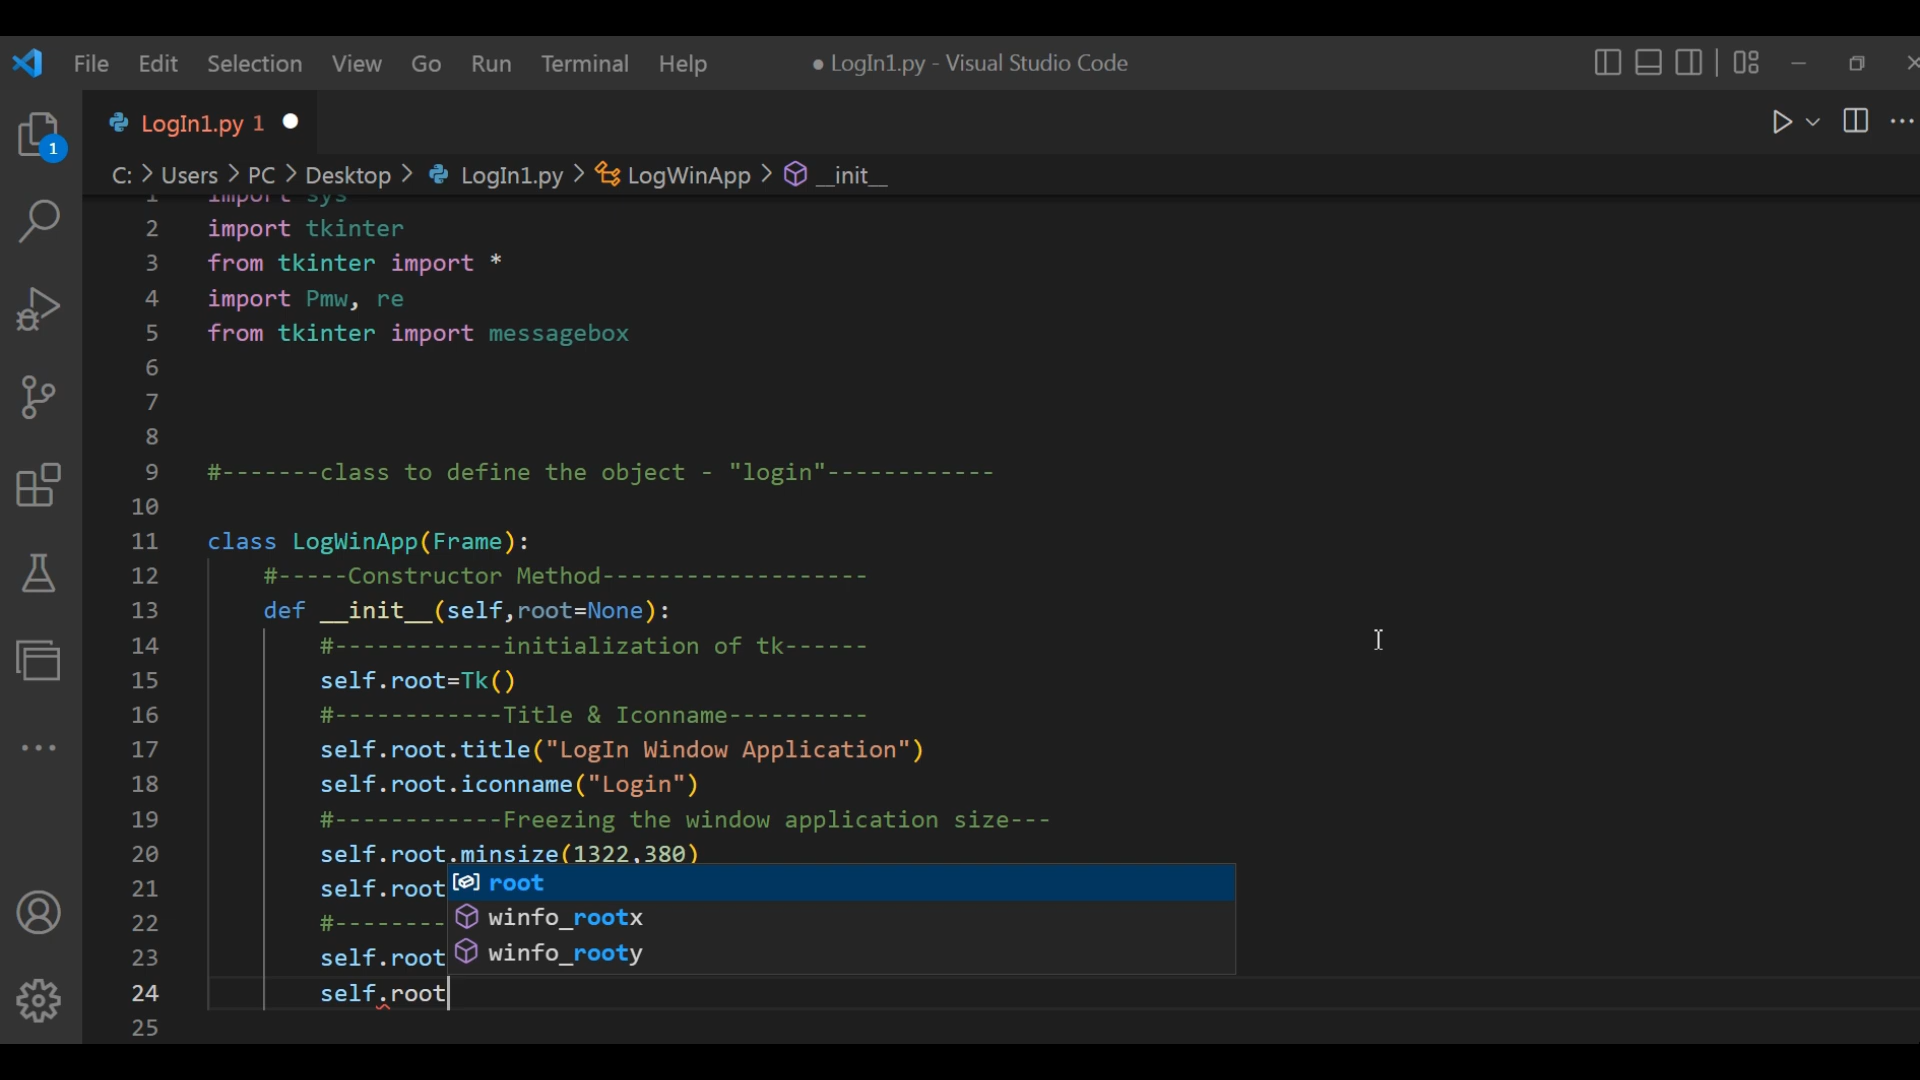 File Edit Selection View Go Run Terminal Help ● LogIn1.py - Visual Studio Code
LogIn1.py 1 ●
C: > Users > PC > Desktop > LogIn1.py > LogWinApp > __init__
1
1 import sys
2 import tkinter
3 from tkinter import *
4 import Pmw, re
5 from tkinter import messagebox
6
7
8
9 #-------class to define the object - "login"------------
10
11 class LogWinApp(Frame):
12 #-----Constructor Method-------------------
13 def __init__(self,root=None):
14 #------------initialization of tk------
15 self.root=Tk()
16 #------------Title & Iconname----------
17 self.root.title("LogIn Window Application")
18 self.root.iconname("Login")
19 #------------Freezing the window application size---
20 self.root.minsize(1322,380)
21 self.root
root
22 #--------
winfo_rootx
23 self.root
winfo_rooty
24 self.root
25